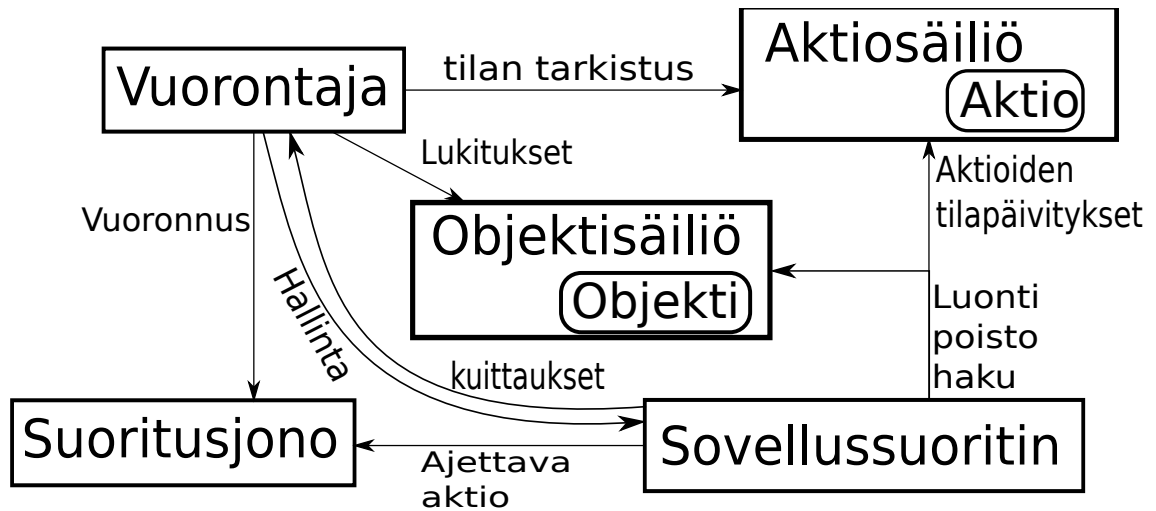 Vuorontaja
tilan tarkistus
Aktiosäiliö
Aktio
Lukitukset
Aktioiden
tilapäivitykset
Vuoronnus
Objektisäiliö
Objekti
Hallinta
Luonti
poisto
haku
kuittaukset
Suoritusjono
Ajettava
aktio
Sovellussuoritin